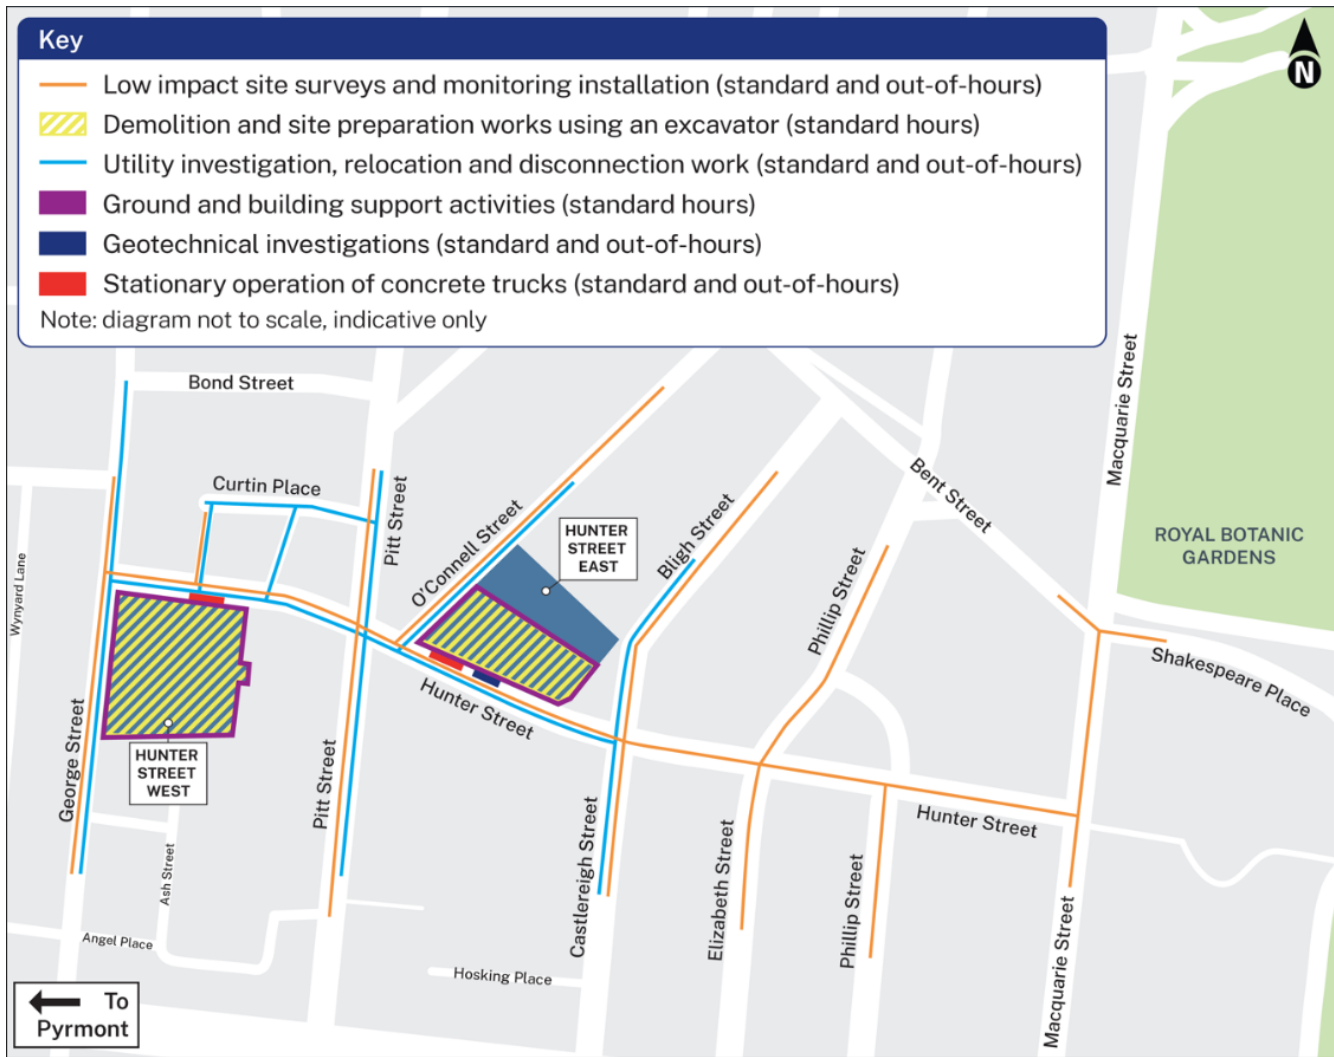 Key
Low impact site surveys and monitoring installation (standard and out-of-hours)
Demolition and site preparation works using an excavator (standard hours)
Utility investigation, relocation and disconnection work (standard and out-of-hours)
Ground and building support activities (standard hours)
Geotechnical investigations (standard and out-of-hours)
Stationary operation of concrete trucks (standard and out-of-hours)
Note: diagram not to scale, indicative only
N
Bond Street
Macquarie Street
Curtin Place
Pitt Street
O'Connell Street
HUNTER
STREET
EAST
Bligh Street
Bent Street
ROYAL BOTANIC
GARDENS
Wynyard Lane
Phillip Street
Shakespeare Place
Hunter Street
George Street
HUNTER
STREET
WEST
Pitt Street
Castlereigh Street
Elizabeth Street
Phillip Street
Hunter Street
Ash Street
Angel Place
Hosking Place
Macquarie Street
To
Pyrmont